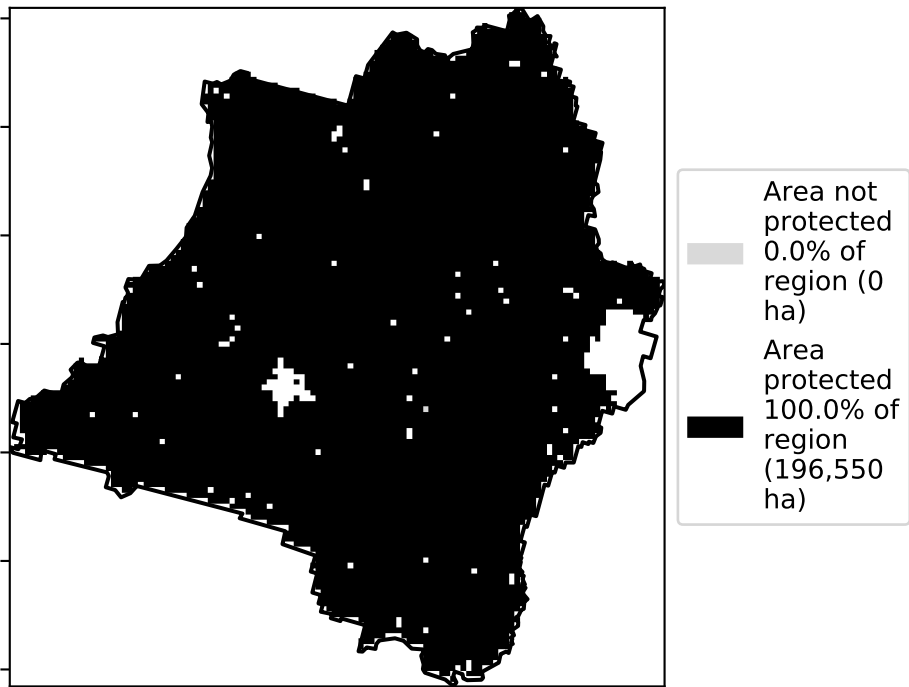 Area not
protected
0.0% of
region (0
ha)
Area
protected
100.0% of
region
(196,550
ha)